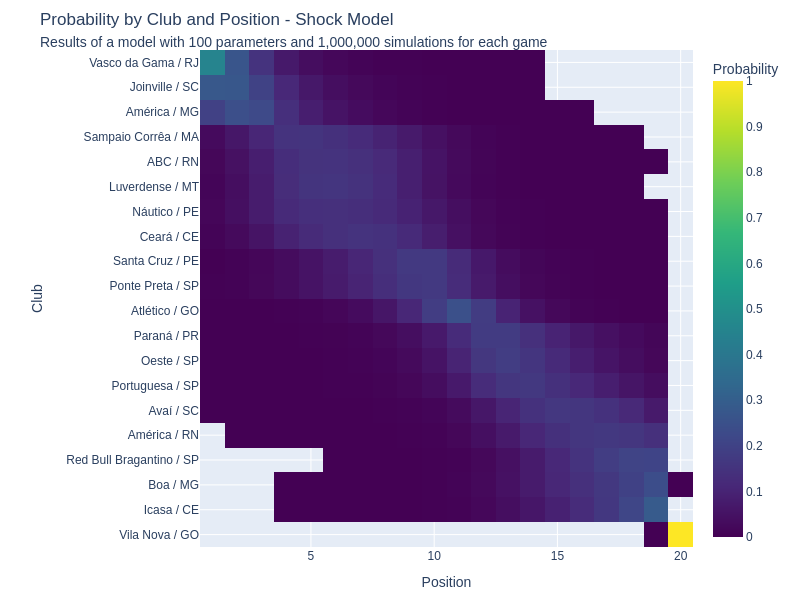 Probability by Club and Position - Shock Model
Results of a model with 100 parameters and 1,000,000 simulations for each game
Vasco da Gama / RJ
Joinville / SC
América / MG
Sampaio Corrêa / MA
ABC / RN
Luverdense / MT
Náutico / PE
Ceará / CE
Santa Cruz / PE
Ponte Preta / SP
Atlético / GO
Paraná / PR
Oeste / SP
Portuguesa / SP
Avaí / SC
América / RN
Red Bull Bragantino / SP
Boa / MG
Icasa / CE
Vila Nova / GO
Club
5
10
15
20
Position
Probability
1
0.9
0.8
0.7
0.6
0.5
0.4
0.3
0.2
0.1
0